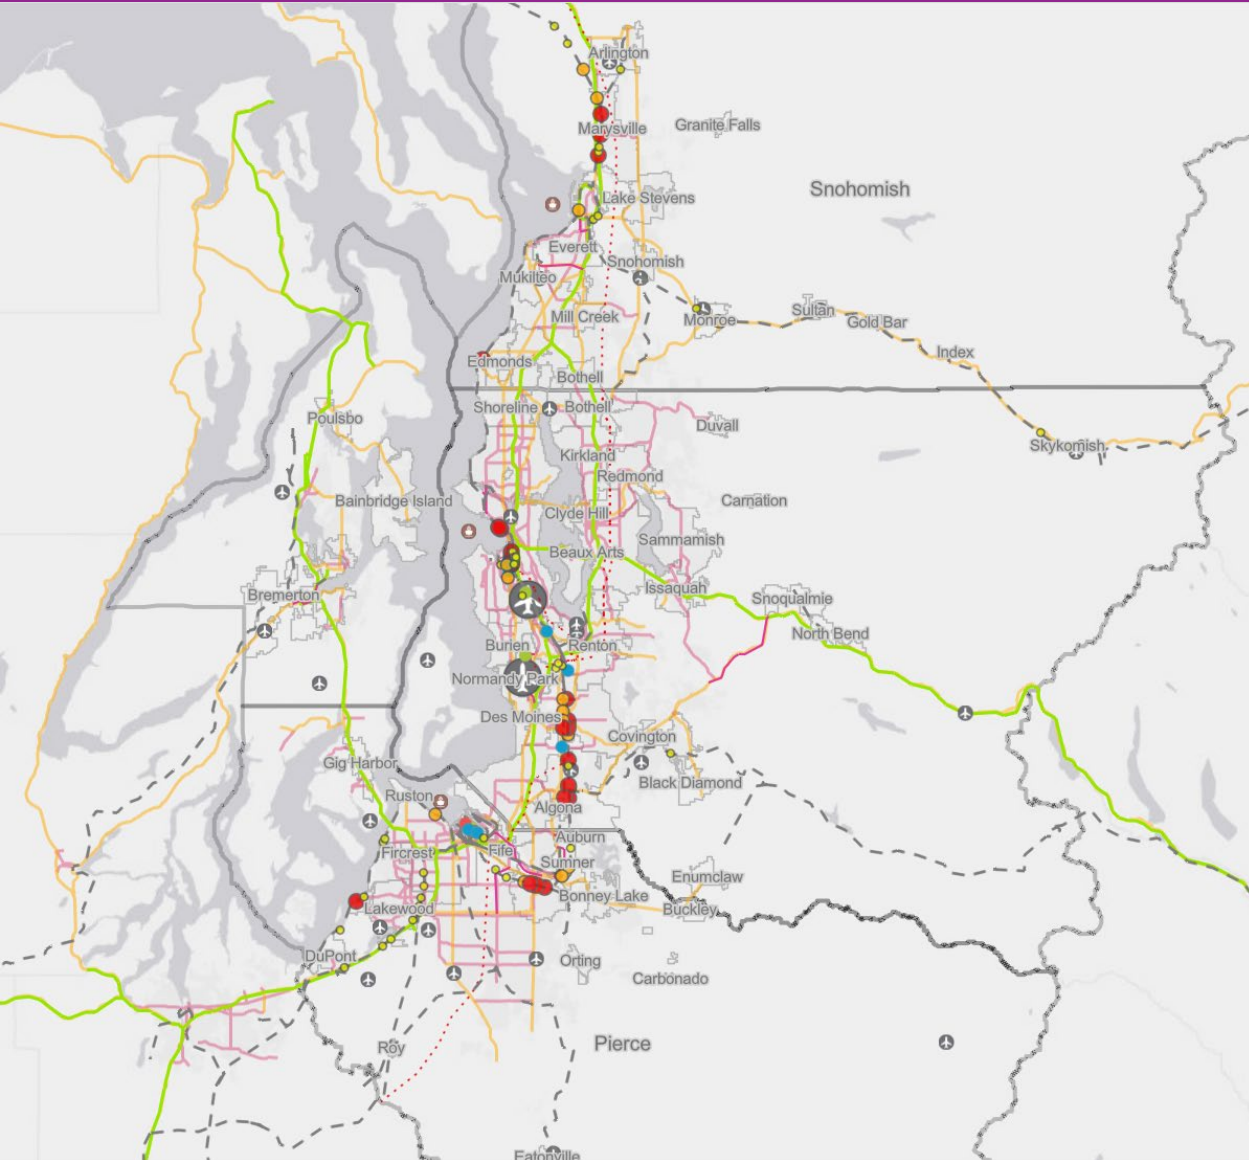 Arlington
Marysville
Granite Falls
Snohomish
Lake Stevens
Everett
Snohomish
Mukilteo
Mill Creek
Monroe
Sultan
Gold Bar
Index
Edmonds
Bothell
Shoreline
Bothell
Poulsbo
Duvall
Skykomish
Kirkland
Redmond
Bainbridge Island
Clyde Hill
Carnation
Sammamish
Beaux Arts
Issaquah
Bremerton
Snoqualmie
North Bend
Burien
Renton
Normandy Park
Des Moines
Covington
Gig Harbor
Black Diamond
Ruston
Algona
Auburn
Fircrest
Fife
Sumner
Enumclaw
Bonney Lake
Lakewood
Buckley
DuPont
Orting
Carbonado
Roy
Pierce
Eatonville